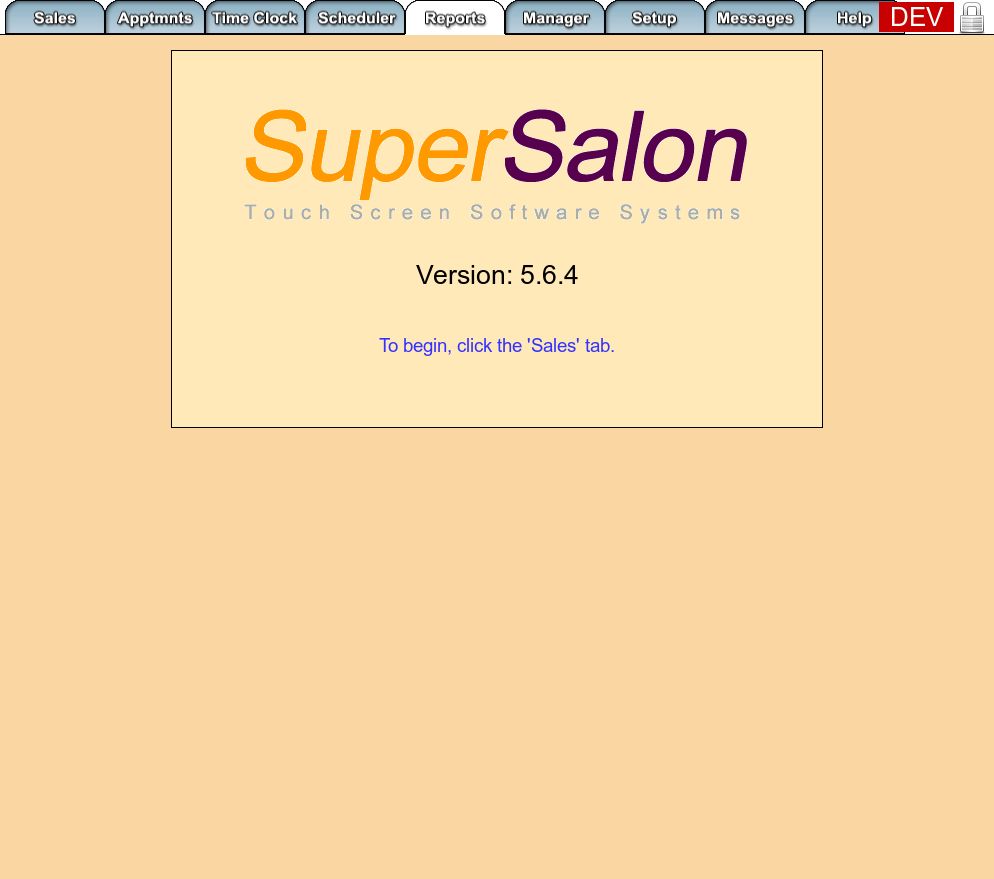 Sales Apptmnts Time Clock Scheduler Reports Manager Setup Messages Help DEV
SuperSalon
Touch Screen Software Systems
Version: 5.6.4
To begin, click the 'Sales' tab.